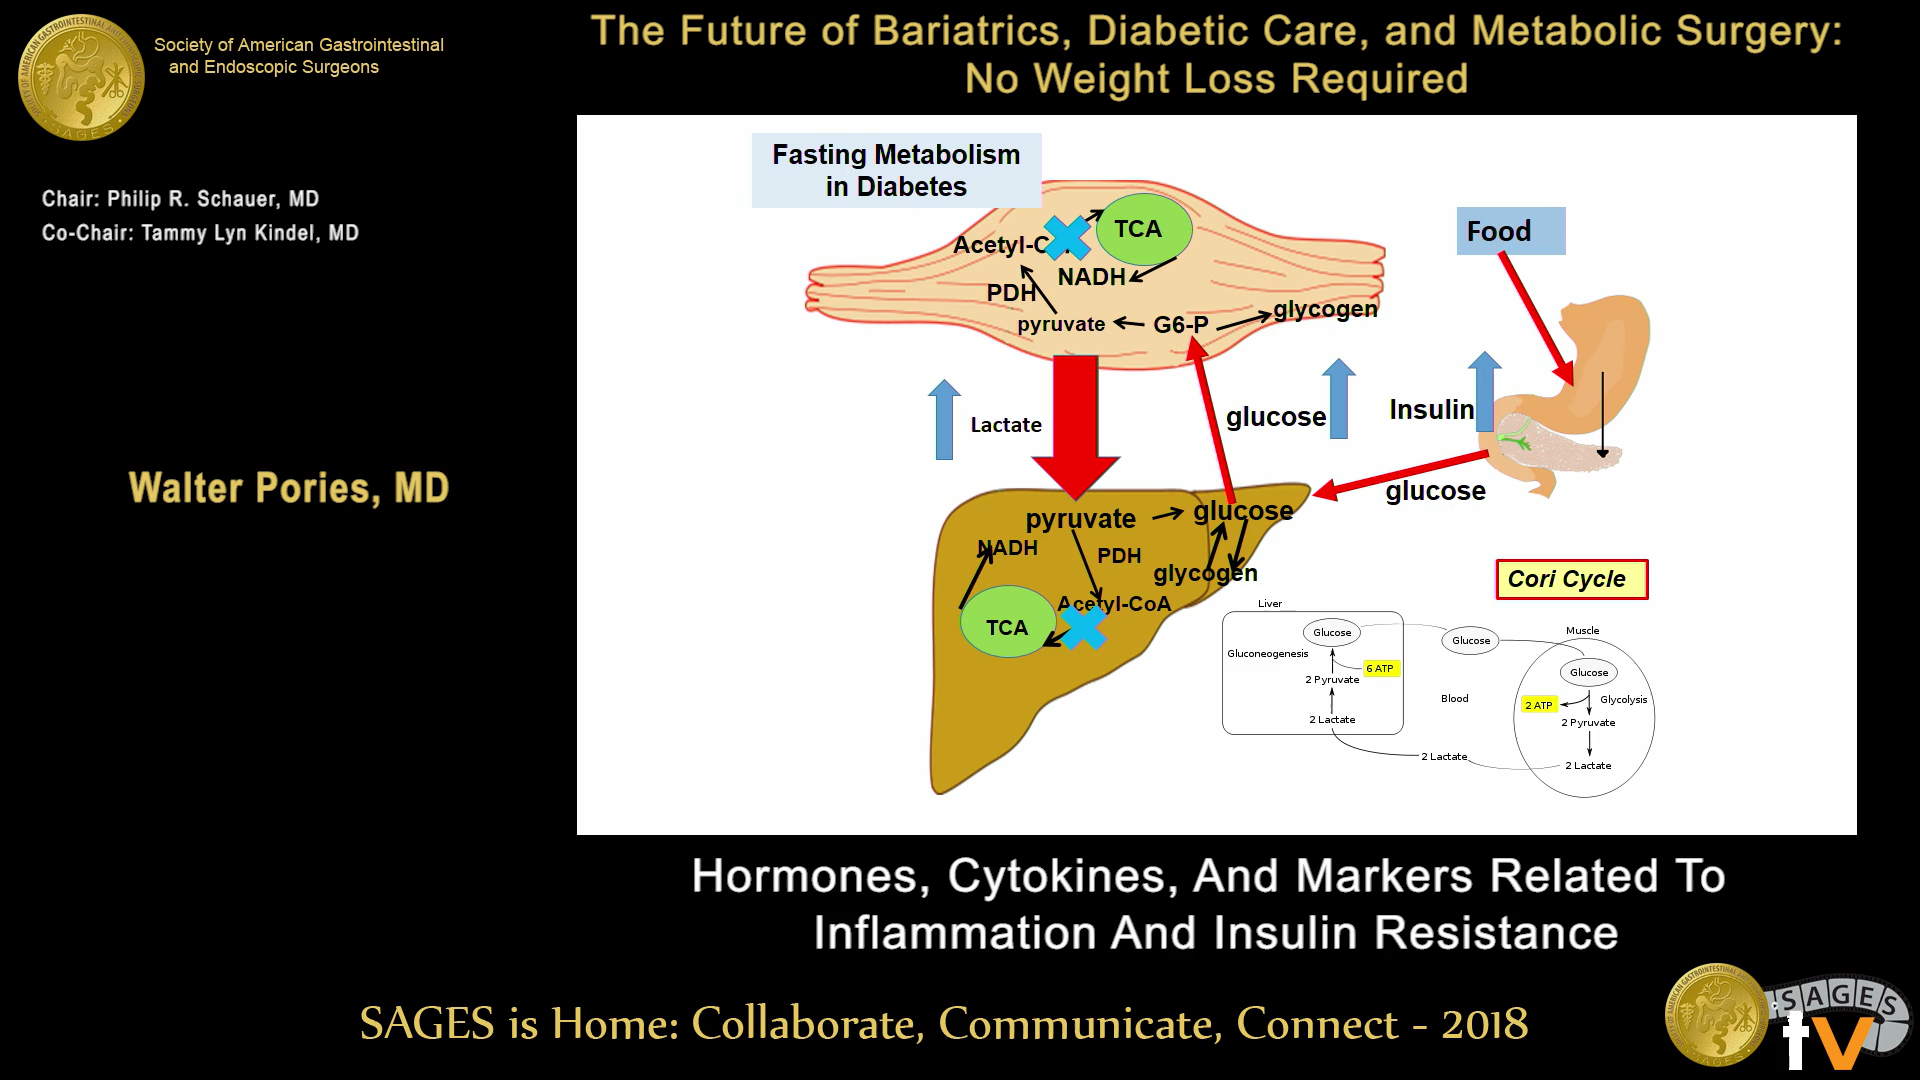 Society of American Gastrointestinal
and Endoscopic Surgeons
The Future of Bariatrics, Diabetic Care, and Metabolic Surgery:
No Weight Loss Required
Chair: Philip R. Schauer, MD
Co-Chair: Tammy Lyn Kindel, MD
Walter Pories, MD
Fasting Metabolism
in Diabetes
TCA
Acetyl-C
NADH
PDH
pyruvate
G6-P
glycogen
Food
Lactate
glucose
Insulin
glucose
pyruvate
glucose
NADH
PDH
glycogen
Acetyl-CoA
TCA
Cori Cycle
Liver
Glucose
Gluconeogenesis
6 ATP
2 Pyruvate
2 Lactate
Glucose
Blood
2 Lactate
Muscle
Glucose
2 ATP
Glycolysis
2 Pyruvate
2 Lactate
Hormones, Cytokines, And Markers Related To
Inflammation And Insulin Resistance
SAGES is Home: Collaborate, Communicate, Connect - 2018
SAGES
SAGES
tv